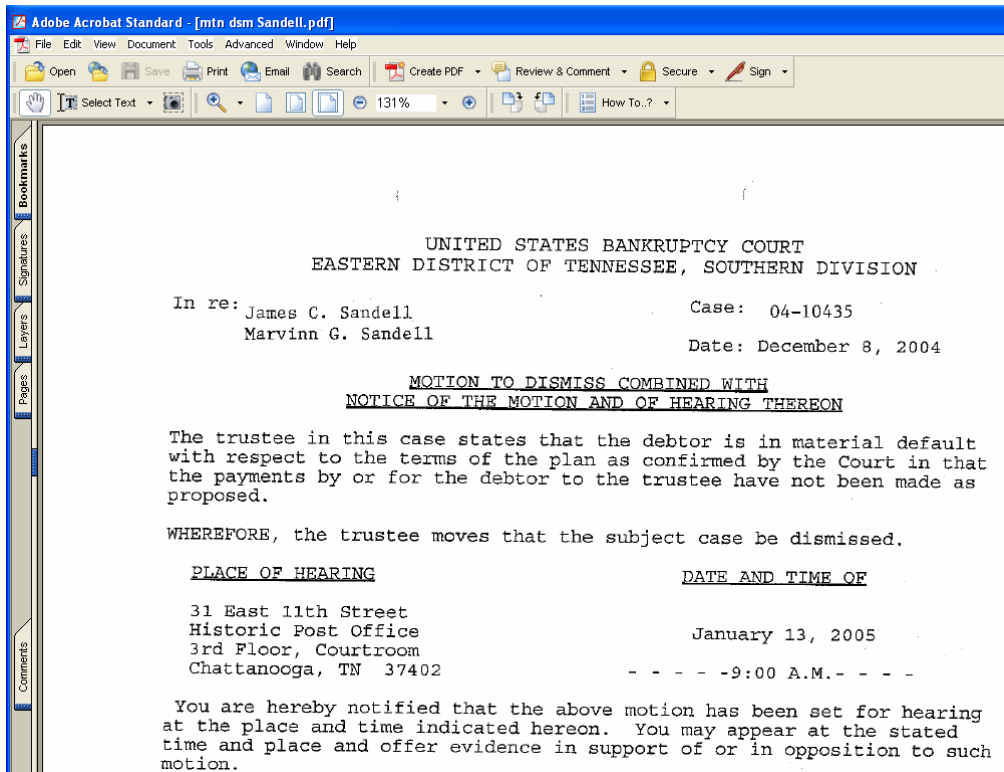 Adobe Acrobat Standard - [mtn dsm Sandell.pdf]
File Edit View Document Tools Advanced Window Help
Open Save Print Email Search Create PDF Review & Comment Secure Sign
Select Text 131% How To..?
Bookmarks
Signatures
Layers
Pages
Comments
UNITED STATES BANKRUPTCY COURT
EASTERN DISTRICT OF TENNESSEE, SOUTHERN DIVISION
In re: James C. Sandell Case: 04-10435
Marvinn G. Sandell
Date: December 8, 2004
MOTION TO DISMISS COMBINED WITH
NOTICE OF THE MOTION AND OF HEARING THEREON
The trustee in this case states that the debtor is in material default
with respect to the terms of the plan as confirmed by the Court in that
the payments by or for the debtor to the trustee have not been made as
proposed.
WHEREFORE, the trustee moves that the subject case be dismissed.
PLACE OF HEARING DATE AND TIME OF
31 East 11th Street
Historic Post Office January 13, 2005
3rd Floor, Courtroom
Chattanooga, TN 37402 - - - - -9:00 A.M.- - - -
You are hereby notified that the above motion has been set for hearing
at the place and time indicated hereon. You may appear at the stated
time and place and offer evidence in support of or in opposition to such
motion.